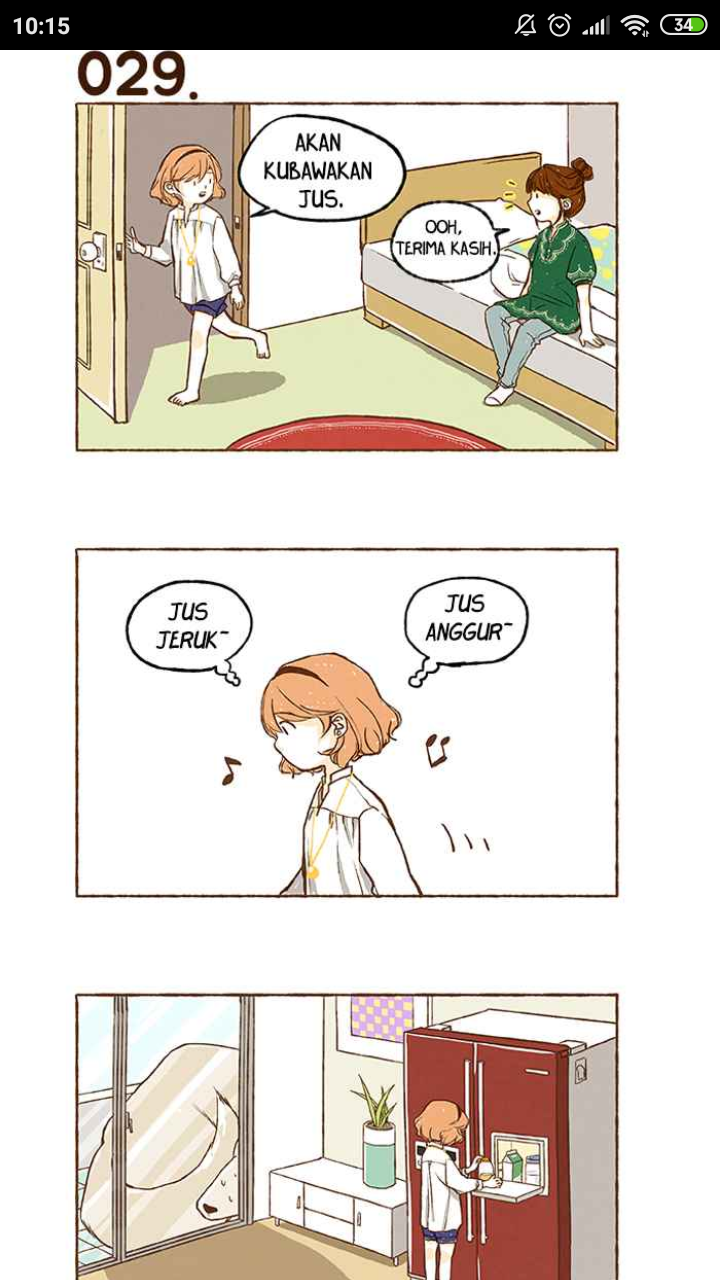 10:15
34
029.
AKAN
KUBAWAKAN
JUS.
OOH,
TERIMA KASIH.
JUS
JERUK~
JUS
ANGGUR~